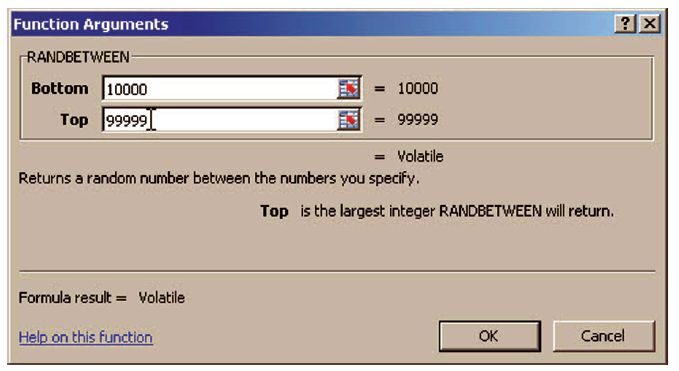 Function Arguments
RANDBETWEEN
Bottom 10000 = 10000
Top 99999 = 99999
= Volatile
Returns a random number between the numbers you specify.
Top is the largest integer RANDBETWEEN will return.
Formula result = Volatile
Help on this function
OK Cancel